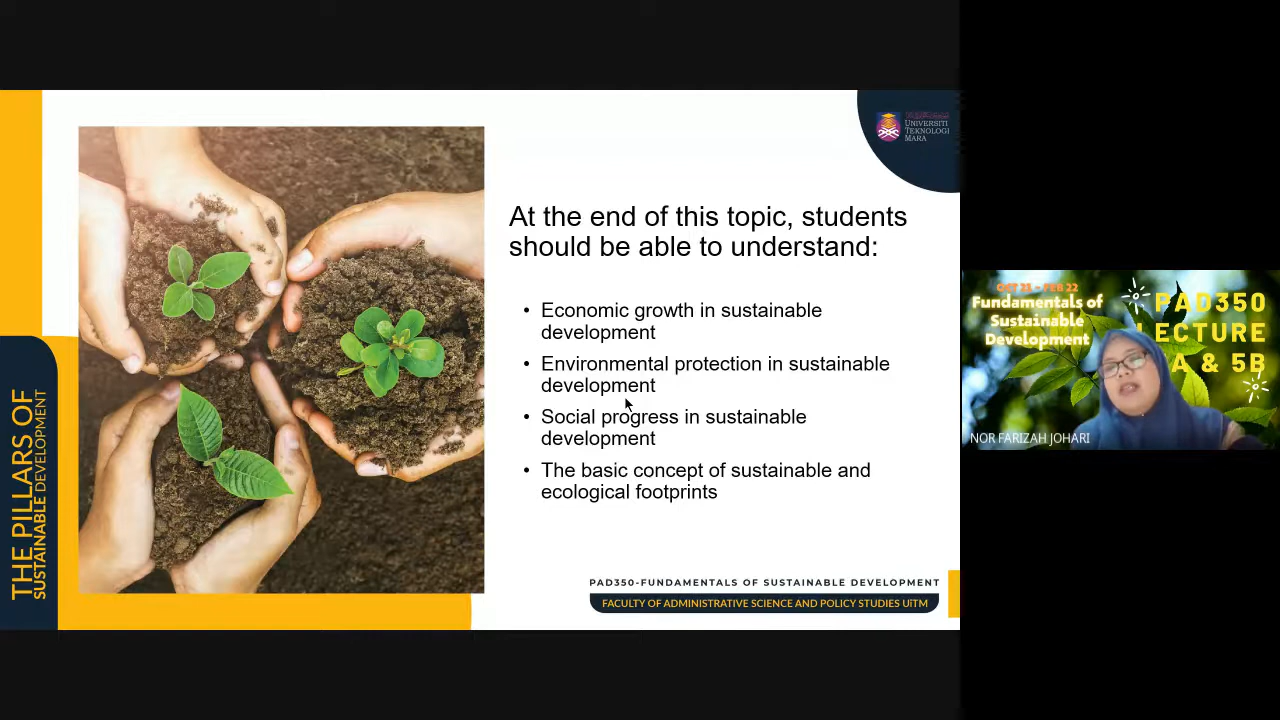 THE PILLARS OF
SUSTAINABLE DEVELOPMENT
UNIVERSITI
TEKNOLOGI
MARA
At the end of this topic, students
should be able to understand:
• Economic growth in sustainable
development
• Environmental protection in sustainable
development
• Social progress in sustainable
development
• The basic concept of sustainable and
ecological footprints
PAD350-FUNDAMENTALS OF SUSTAINABLE DEVELOPMENT
FACULTY OF ADMINISTRATIVE SCIENCE AND POLICY STUDIES UiTM
Fundamentals of
Sustainable
Development
PAD350
LECTURE
A & 5B
NOR FARIZAH JOHARI